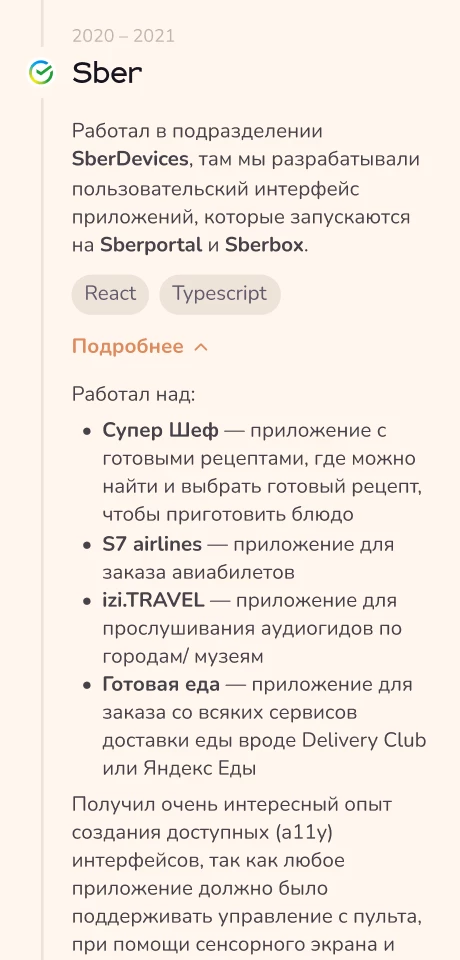 2020 – 2021
Sber
Работал в подразделении
SberDevices, там мы разрабатывали
пользовательский интерфейс
приложений, которые запускаются
на Sberportal и Sberbox.
React Typescript
Подробнее
Работал над:
• Супер Шеф — приложение с
готовыми рецептами, где можно
найти и выбрать готовый рецепт,
чтобы приготовить блюдо
• S7 airlines — приложение для
заказа авиабилетов
• izi.TRAVEL — приложение для
прослушивания аудиогидов по
городам/ музеям
• Готовая еда — приложение для
заказа со всяких сервисов
доставки еды вроде Delivery Club
или Яндекс Еды
Получил очень интересный опыт
создания доступных (a11y)
интерфейсов, так как любое
приложение должно было
поддерживать управление с пульта,
при помощи сенсорного экрана и